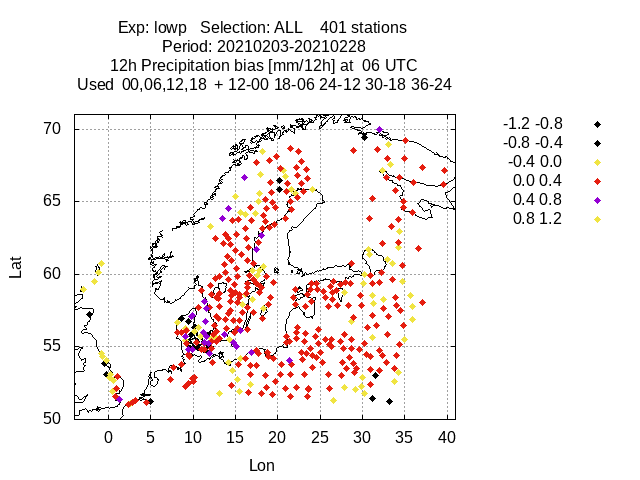 Exp: lowp   Selection: ALL    401 stations
Period: 20210203-20210228
12h Precipitation bias [mm/12h] at  06 UTC
Used  00,06,12,18  + 12-00 18-06 24-12 30-18 36-24
70
65
60
55
50
Lat
0 5 10 15 20 25 30 35 40
Lon
-1.2 -0.8
-0.8 -0.4
-0.4 0.0
0.0 0.4
0.4 0.8
0.8 1.2